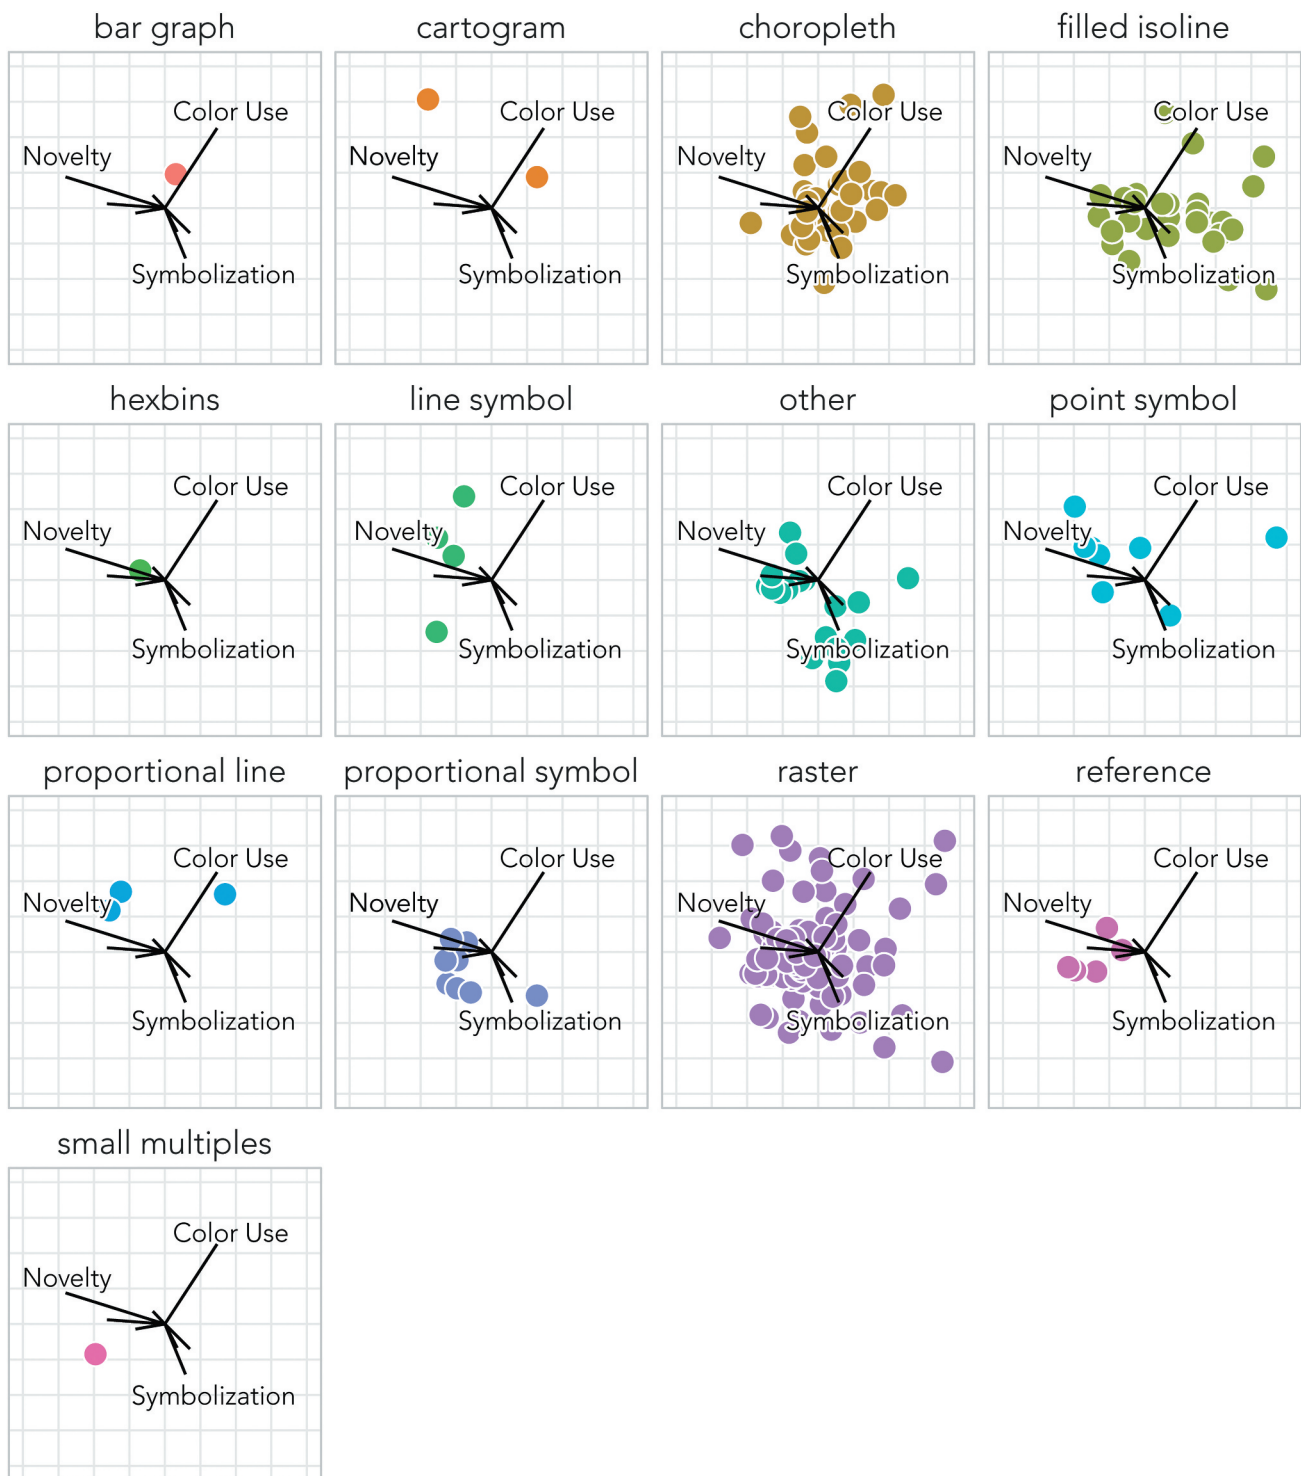 bar graph
cartogram
choropleth
filled isoline
Color Use
Novelty
Symbolization
Color Use
Novelty
Symbolization
Color Use
Novelty
Symbolization
Color Use
Novelty
Symbolization
hexbins
line symbol
other
point symbol
Color Use
Novelty
Symbolization
Color Use
Novelty
Symbolization
Color Use
Novelty
Symbolization
Color Use
Novelty
Symbolization
proportional line
proportional symbol
raster
reference
Color Use
Novelty
Symbolization
Color Use
Novelty
Symbolization
Color Use
Novelty
Symbolization
Color Use
Novelty
Symbolization
small multiples
Color Use
Novelty
Symbolization